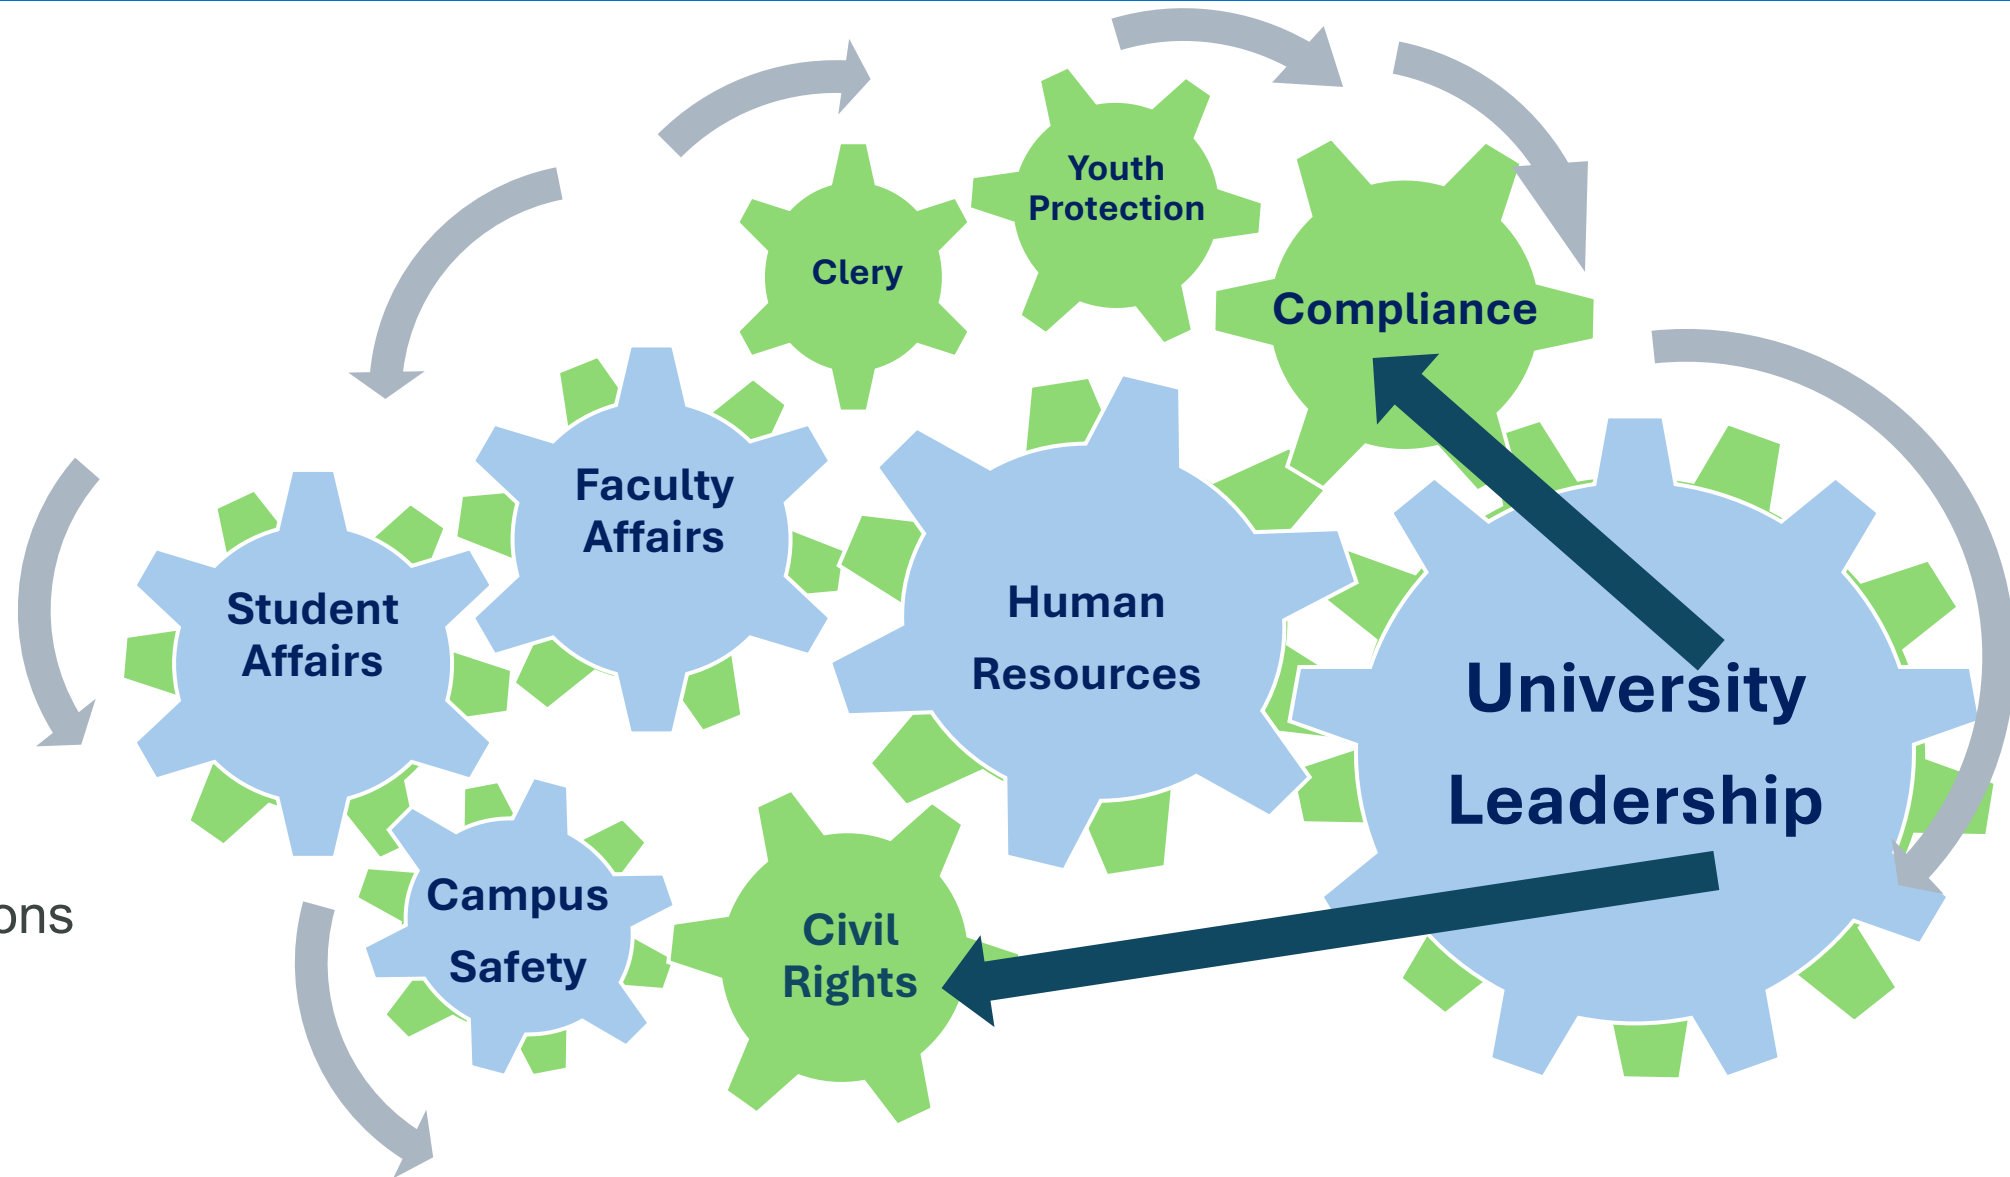 Youth
Protection
Clery
Compliance
Faculty
Affairs
Human
Resources
Student
Affairs
University
Leadership
Campus
Safety
Civil
Rights
ons